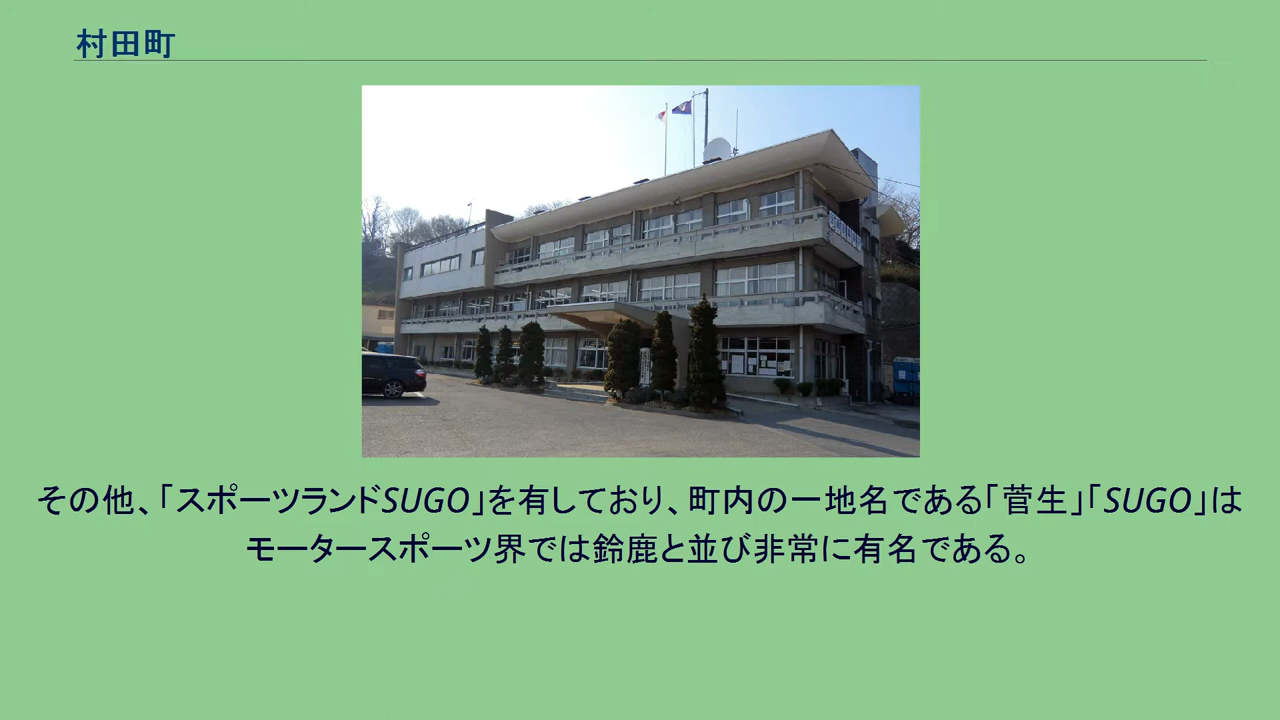 村田町
その他、「スポーツランドSUGO」を有しており、町内の一地名である「菅生」「SUGO」は
モータースポーツ界では鈴鹿と並び非常に有名である。